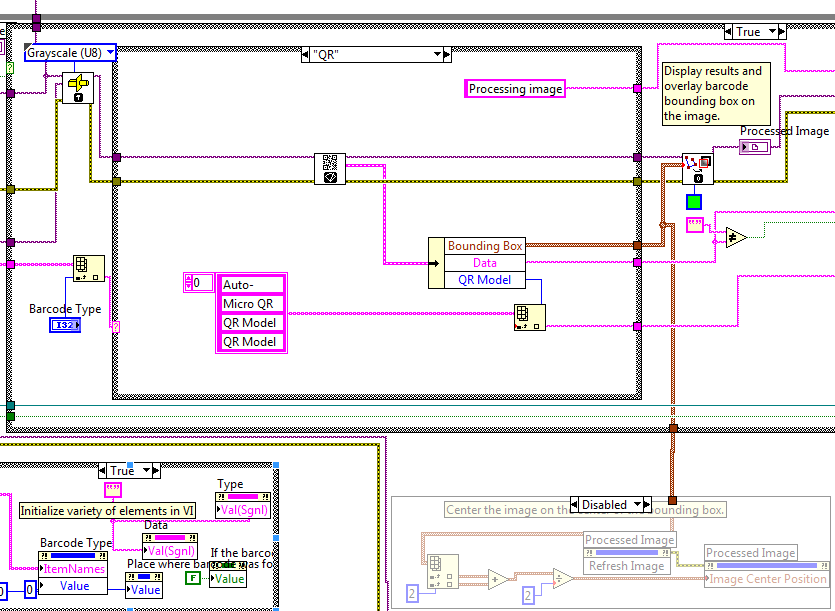 True
Grayscale (U8)
"QR"
Processing image
Display results and
overlay barcode
bounding box on
the image.
Processed Image
Bounding Box
Data
QR Model
0
Auto-
Micro QR
QR Model
QR Model
Barcode Type
I32
True
Type
Val(Sgnl)
Initialize variety of elements in VI
Data
Val(Sgnl)
Barcode Type
ItemNames
Value
If the barco
Place where bar
was fo
Value
F
Value
0
0
Disabled
Center the image on the
bounding box.
Processed Image
Refresh Image
Processed Image
Image Center Position
2
2